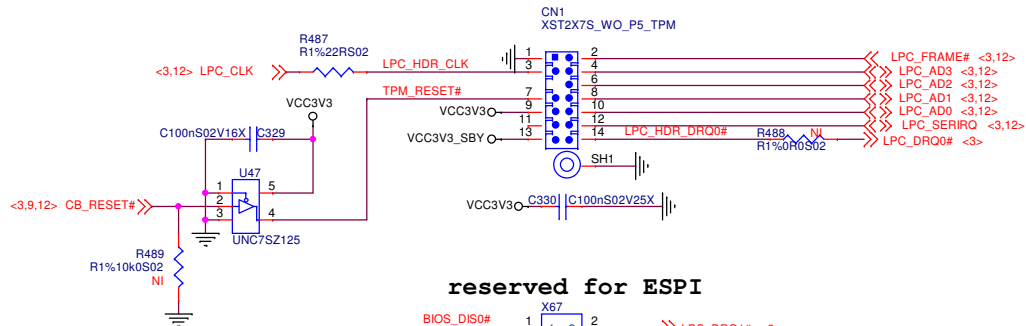 CN1
XST2X7S_WO_P5_TPM
R487
R1%22RS02
<3,12> LPC_CLK
LPC_HDR_CLK
1 2 LPC_FRAME# <3,12>
3 4 LPC_AD3 <3,12>
6 LPC_AD2 <3,12>
TPM_RESET# 7 8 LPC_AD1 <3,12>
VCC3V3 9 10 LPC_AD0 <3,12>
11 12 LPC_SERIRQ <3,12>
VCC3V3_SBY 13 14 LPC_HDR_DRQ0# R488 NI LPC_DRQ0# <3>
R1%0R0S02
VCC3V3
C100nS02V16X C329
SH1
U47
1 5
2
3 4
UNC7SZ125
<3,9,12> CB_RESET#
VCC3V3 C330 C100nS02V25X
R489
R1%10k0S02
NI
reserved for ESPI
X67
BIOS_DIS0# 1 2